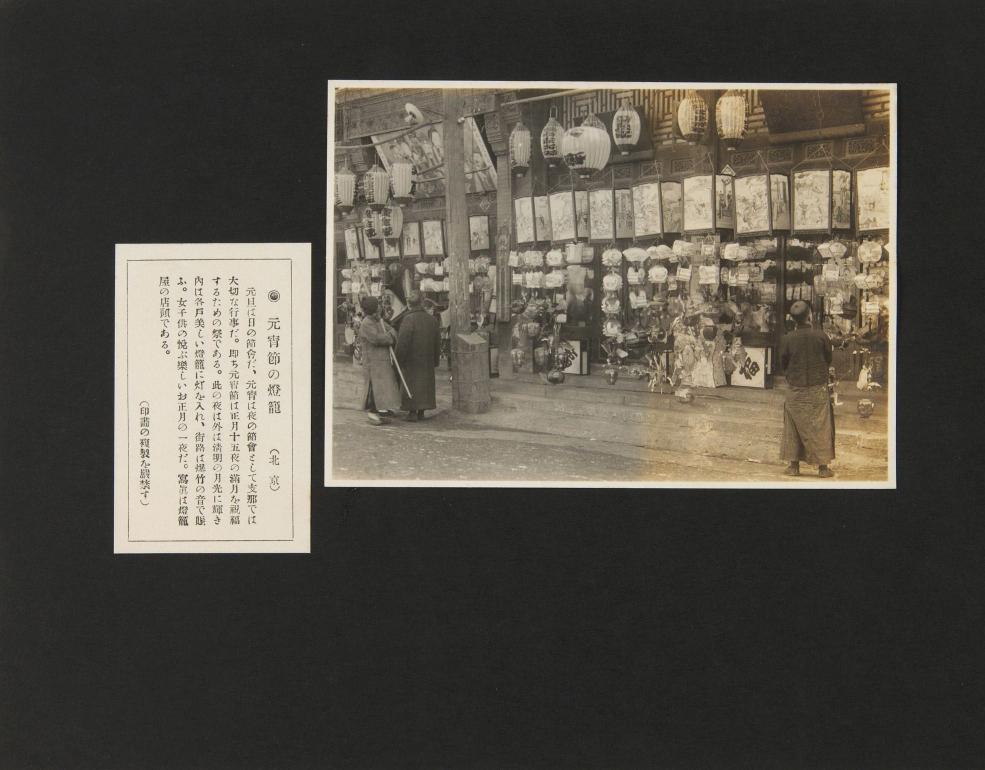 元宵節の燈籠 （北京）
元旦は日の節會だ、元宵は夜の節會として支那では
大切な行事だ。即ち元宵節は正月十五夜の滿月を祝福
するための祭である。此の夜は外は淸明の月光に輝き
內は各戶美しい燈籠に灯を入れ、街路は爆竹の音で賑
ふ。女子供の悅ぶ樂しいお正月の一夜だ。寫眞は燈籠
屋の店頭である。
（印畵の複製を嚴禁す）